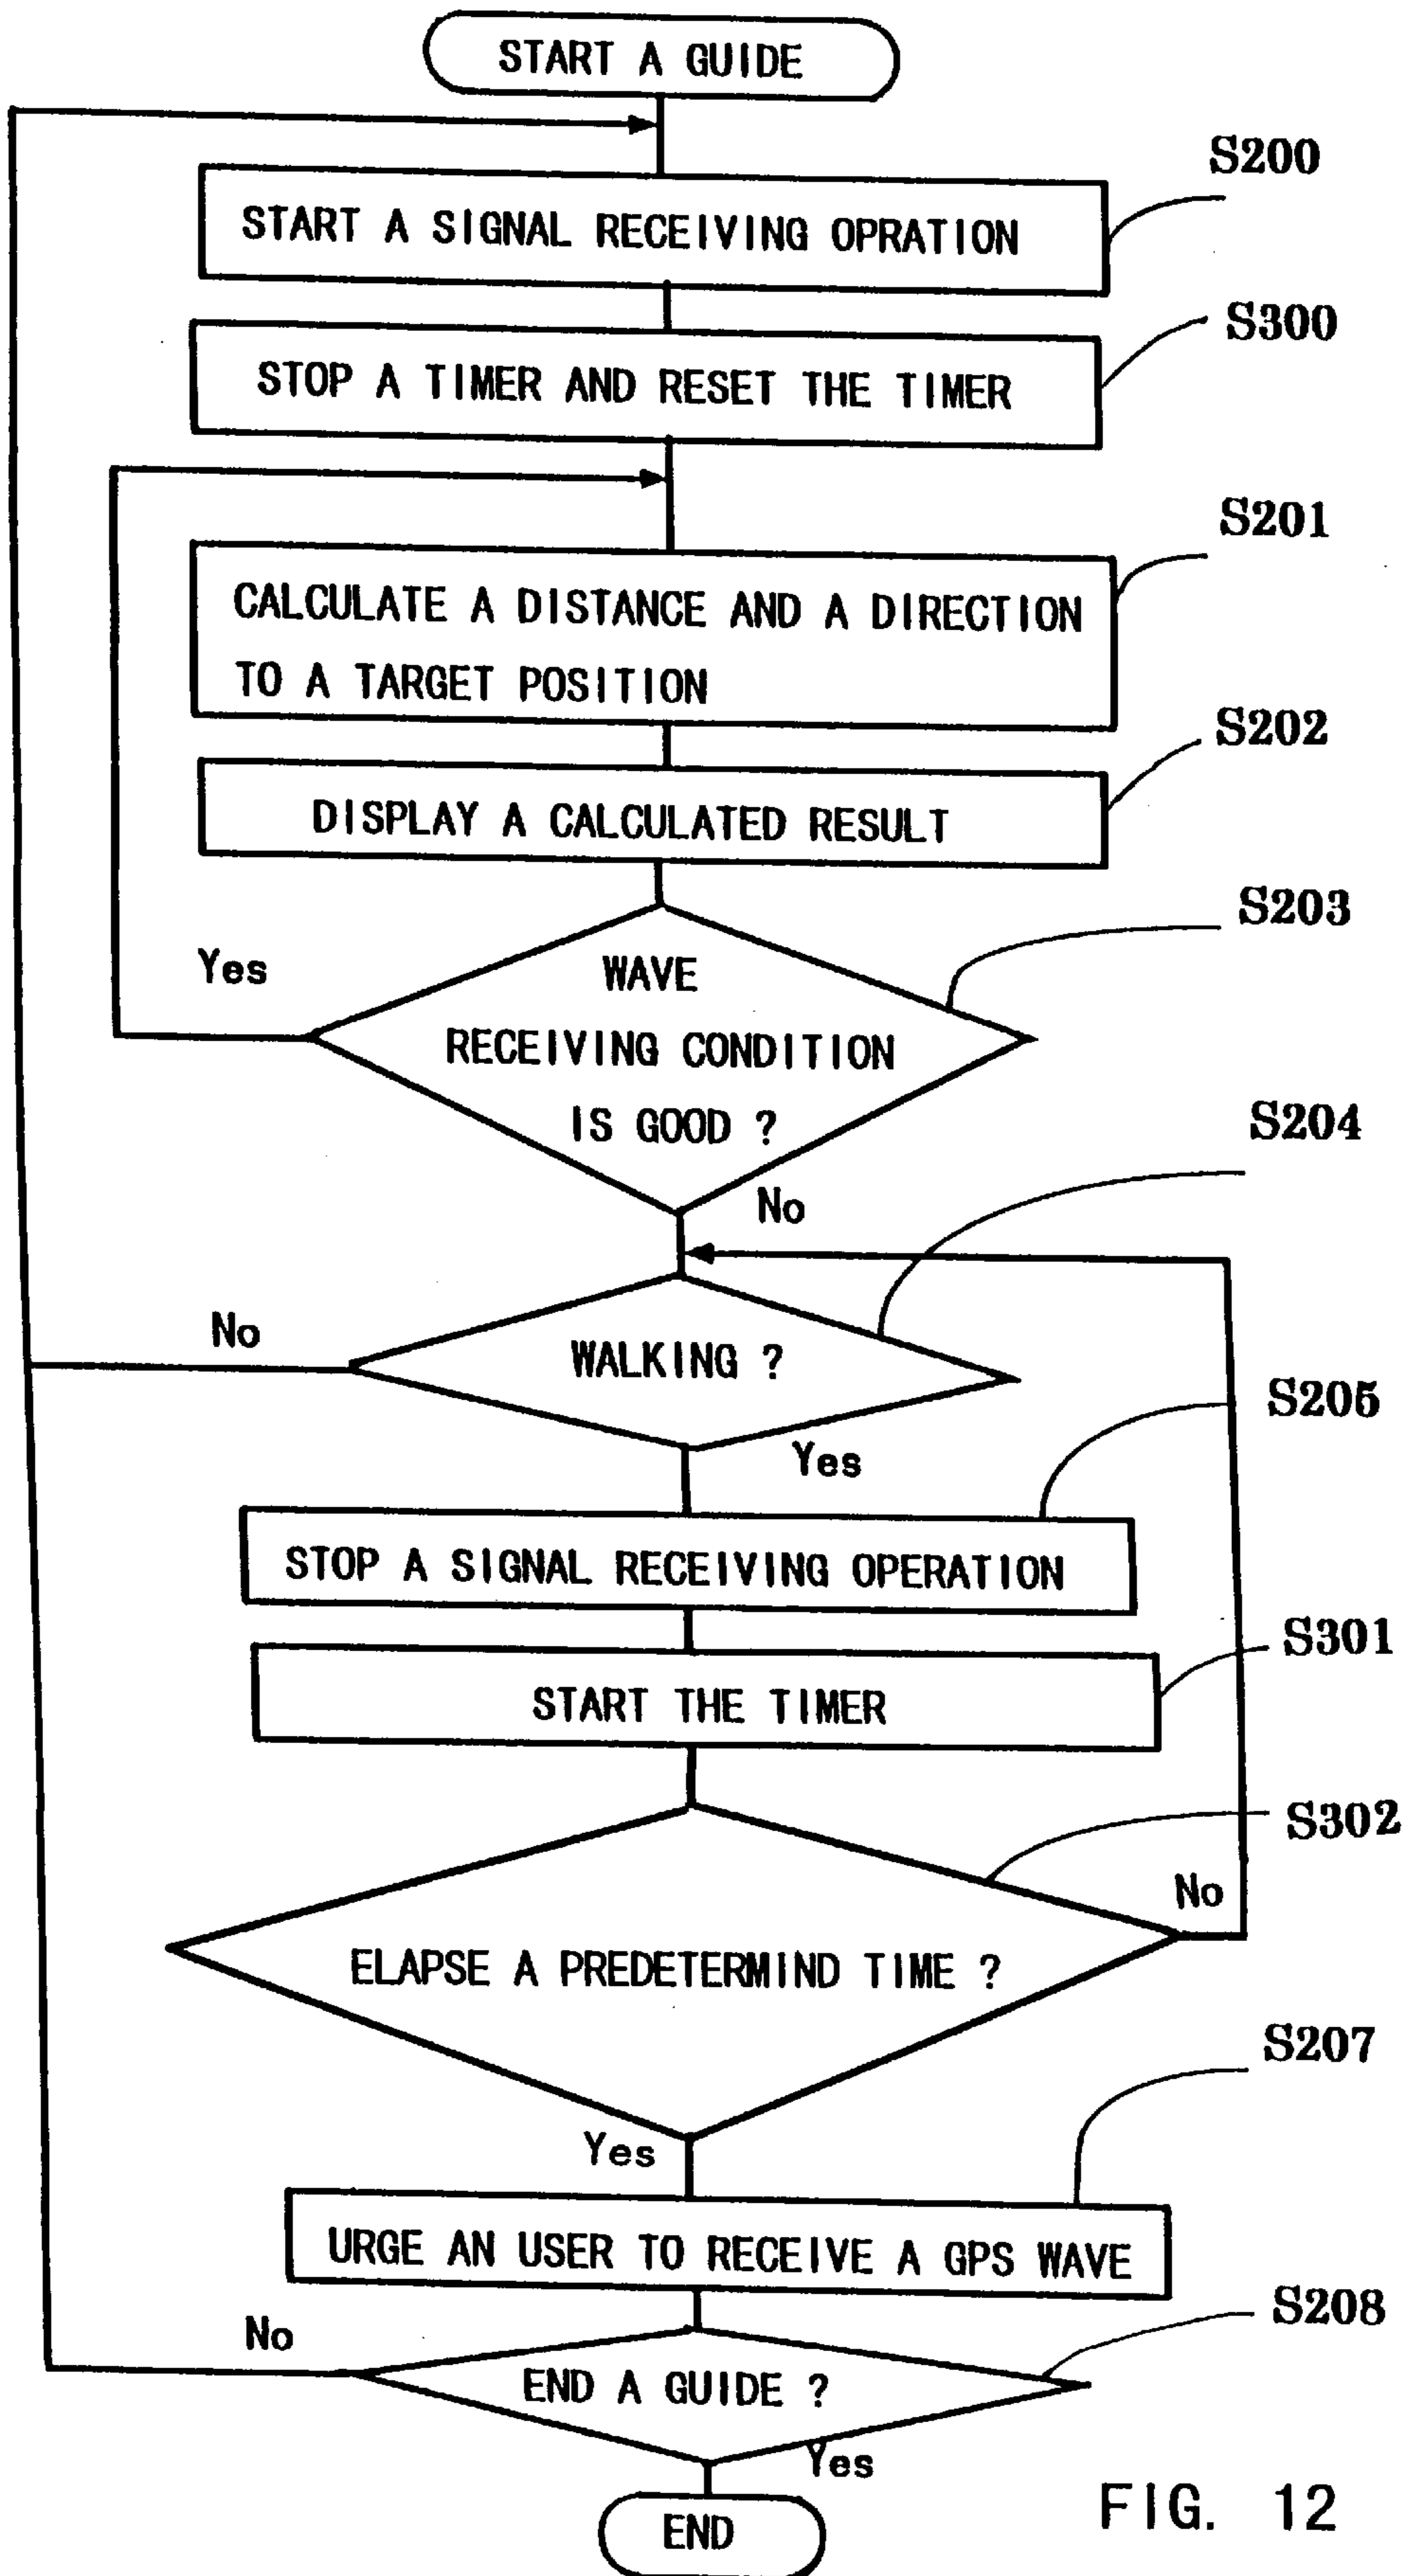 START A GUIDE
S200
START A SIGNAL RECEIVING OPRATION
S300
STOP A TIMER AND RESET THE TIMER
S201
CALCULATE A DISTANCE AND A DIRECTION
TO A TARGET POSITION
S202
DISPLAY A CALCULATED RESULT
S203
Yes
WAVE
RECEIVING CONDITION
IS GOOD ?
S204
No
No
WALKING ?
S205
Yes
STOP A SIGNAL RECEIVING OPERATION
S301
START THE TIMER
S302
No
ELAPSE A PREDETERMIND TIME ?
S207
Yes
URGE AN USER TO RECEIVE A GPS WAVE
S208
No
END A GUIDE ?
Yes
END
FIG. 12